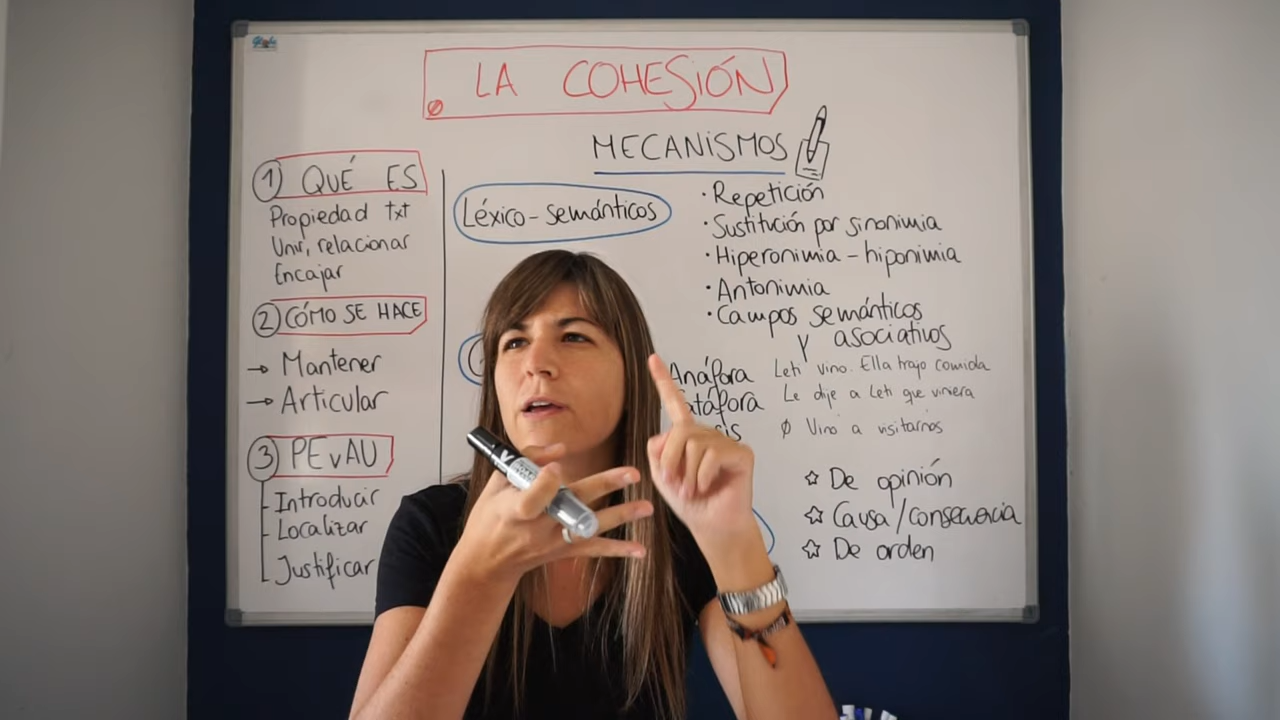 LA COHESIÓN
MECANISMOS
1 QUÉ ES
Propiedad txt
Unir, relacionar
Encajar
2 CÓMO SE HACE
→ Mantener
→ Articular
3 PEvAU
Introducir
Localizar
Justificar
Léxico-semánticos
· Repetición
· Sustitución por sinonimia
· Hiperonimia - hiponimia
· Antonimia
· Campos semánticos
y asociativos
Anáfora Leti vino. Ella trajo comida
Le dije a Leti que viniera
Ø Vino a visitarnos
☆ De opinión
☆ Causa/consecuencia
☆ De orden